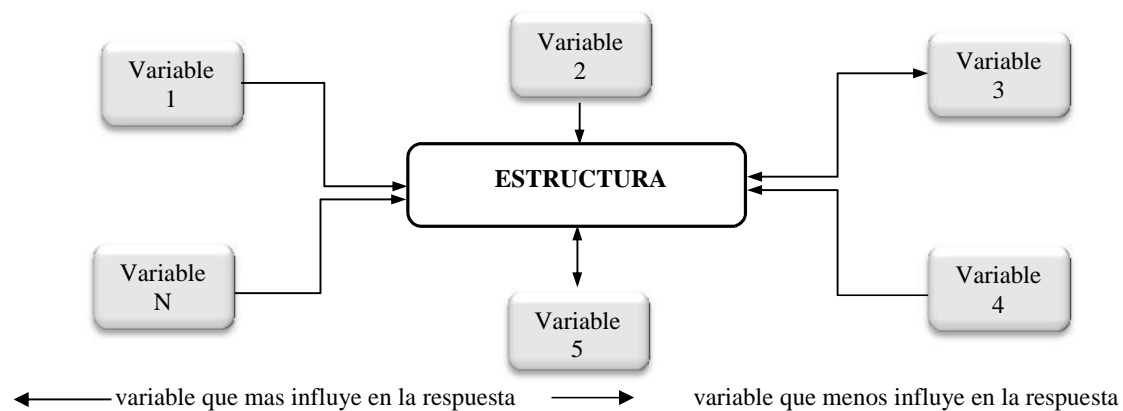 Variable
1
Variable
2
Variable
3
ESTRUCTURA
Variable
N
Variable
5
Variable
4
variable que mas influye en la respuesta
variable que menos influye en la respuesta